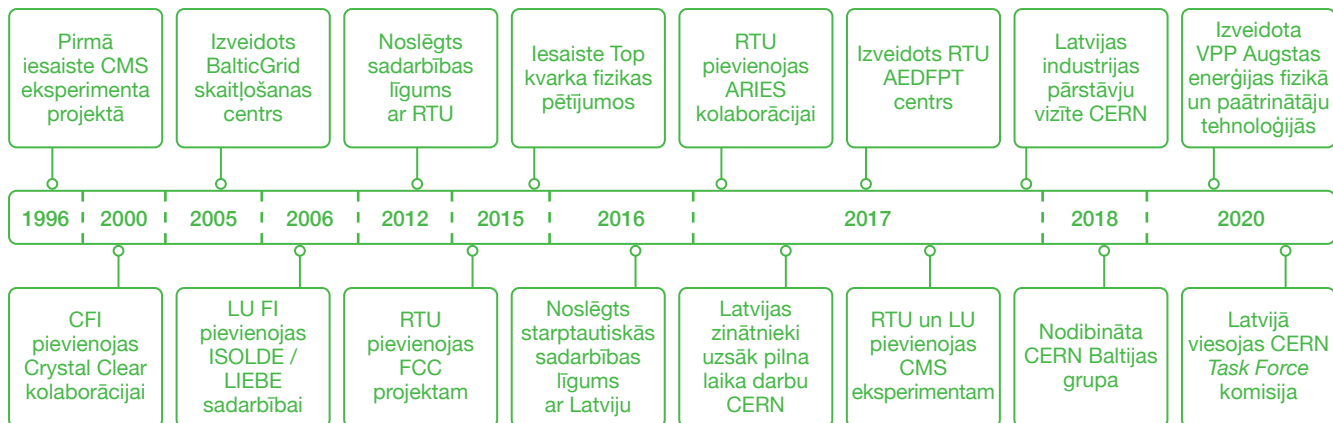 Pirmā
iesaiste CMS
eksperimenta
projektā
Izveidots
BalticGrid
skaitļošanas
centrs
Noslēgts
sadarbības
līgums
ar RTU
Iesaiste Top
kvarka fizikas
pētījumos
RTU
pievienojas
ARIES
kolaborācijai
Izveidots RTU
AEDFPT
centrs
Latvijas
industrijas
pārstāvju
vizīte CERN
Izveidota
VPP Augstas
enerģijas fizikā
un paātrinātāju
tehnoloģijās
1996 2000 2005 2006 2012 2015 2016 2017 2018 2020
CFI
pievienojas
Crystal Clear
kolaborācijai
LU FI
pievienojas
ISOLDE /
LIEBE
sadarbībai
RTU
pievienojas
FCC
projektam
Noslēgts
starptautiskās
sadarbības
līgums
ar Latviju
Latvijas
zinātnieki
uzsāk pilna
laika darbu
CERN
RTU un LU
pievienojas
CMS
eksperimentam
Nodibināta
CERN Baltijas
grupa
Latvijā
viesojas CERN
Task Force
komisija